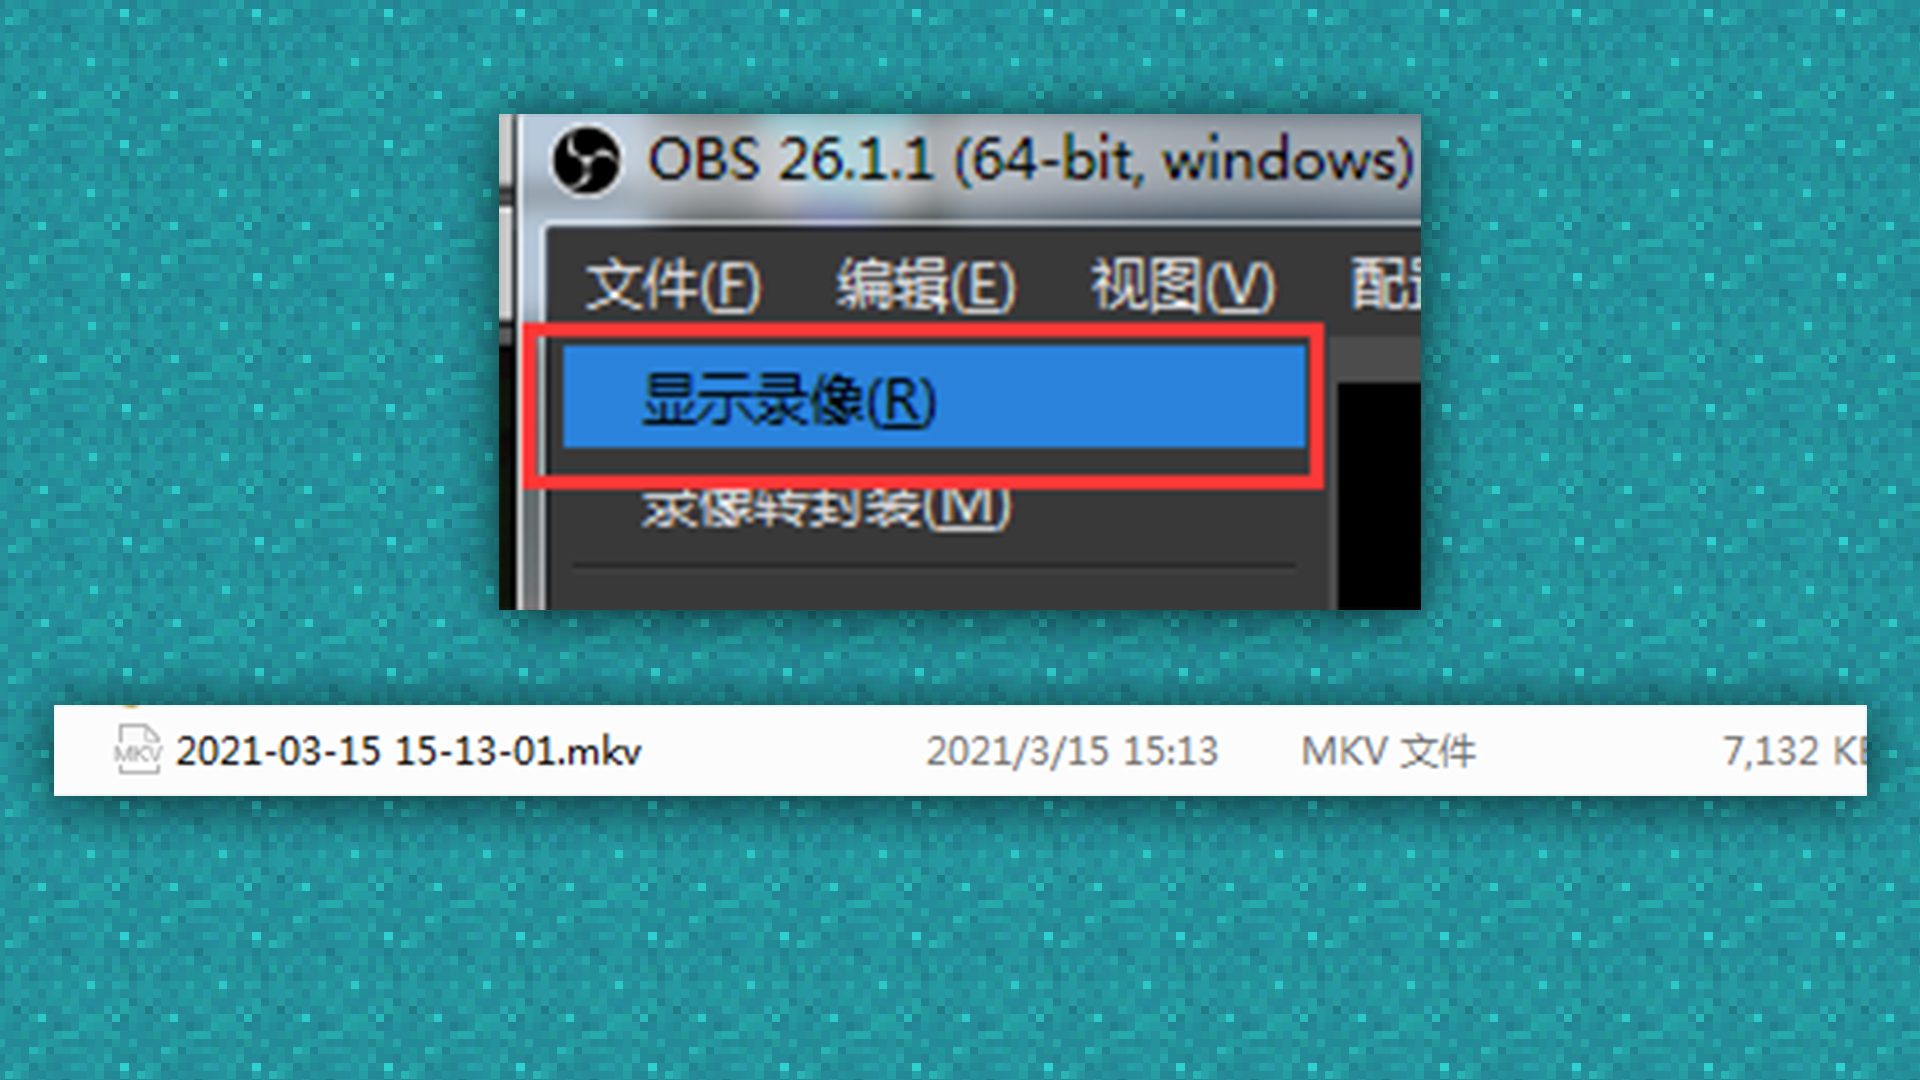 OBS 26.1.1 (64-bit, windows)
文件(F) 编辑(E) 视图(V) 配
显示录像(R)
录像转封装(M)
MKV 2021-03-15 15-13-01.mkv 2021/3/15 15:13 MKV 文件 7,132 KB